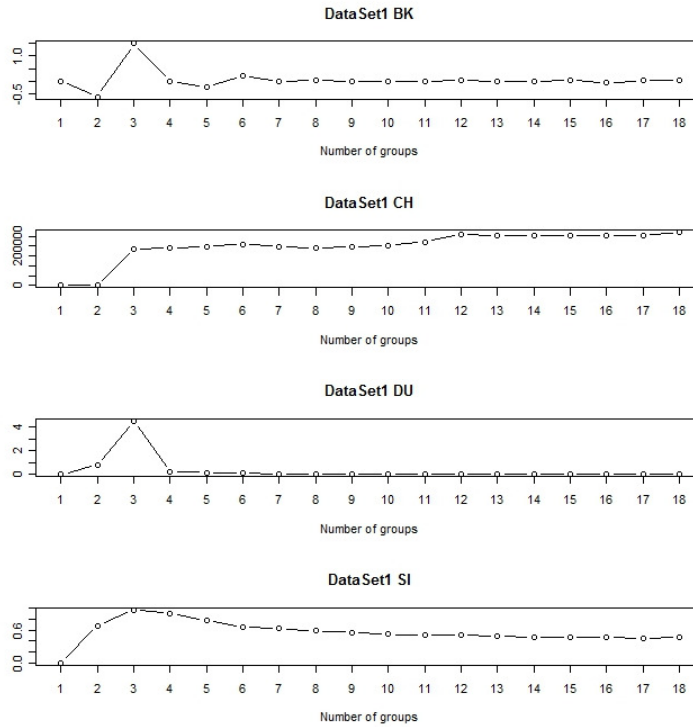 DataSet1 BK
1.0
-0.5
1 2 3 4 5 6 7 8 9 10 11 12 13 14 15 16 17 18
Number of groups
DataSet1 CH
200000
0
1 2 3 4 5 6 7 8 9 10 11 12 13 14 15 16 17 18
Number of groups
DataSet1 DU
4
2
0
1 2 3 4 5 6 7 8 9 10 11 12 13 14 15 16 17 18
Number of groups
DataSet1 SI
0.6
0.0
1 2 3 4 5 6 7 8 9 10 11 12 13 14 15 16 17 18
Number of groups